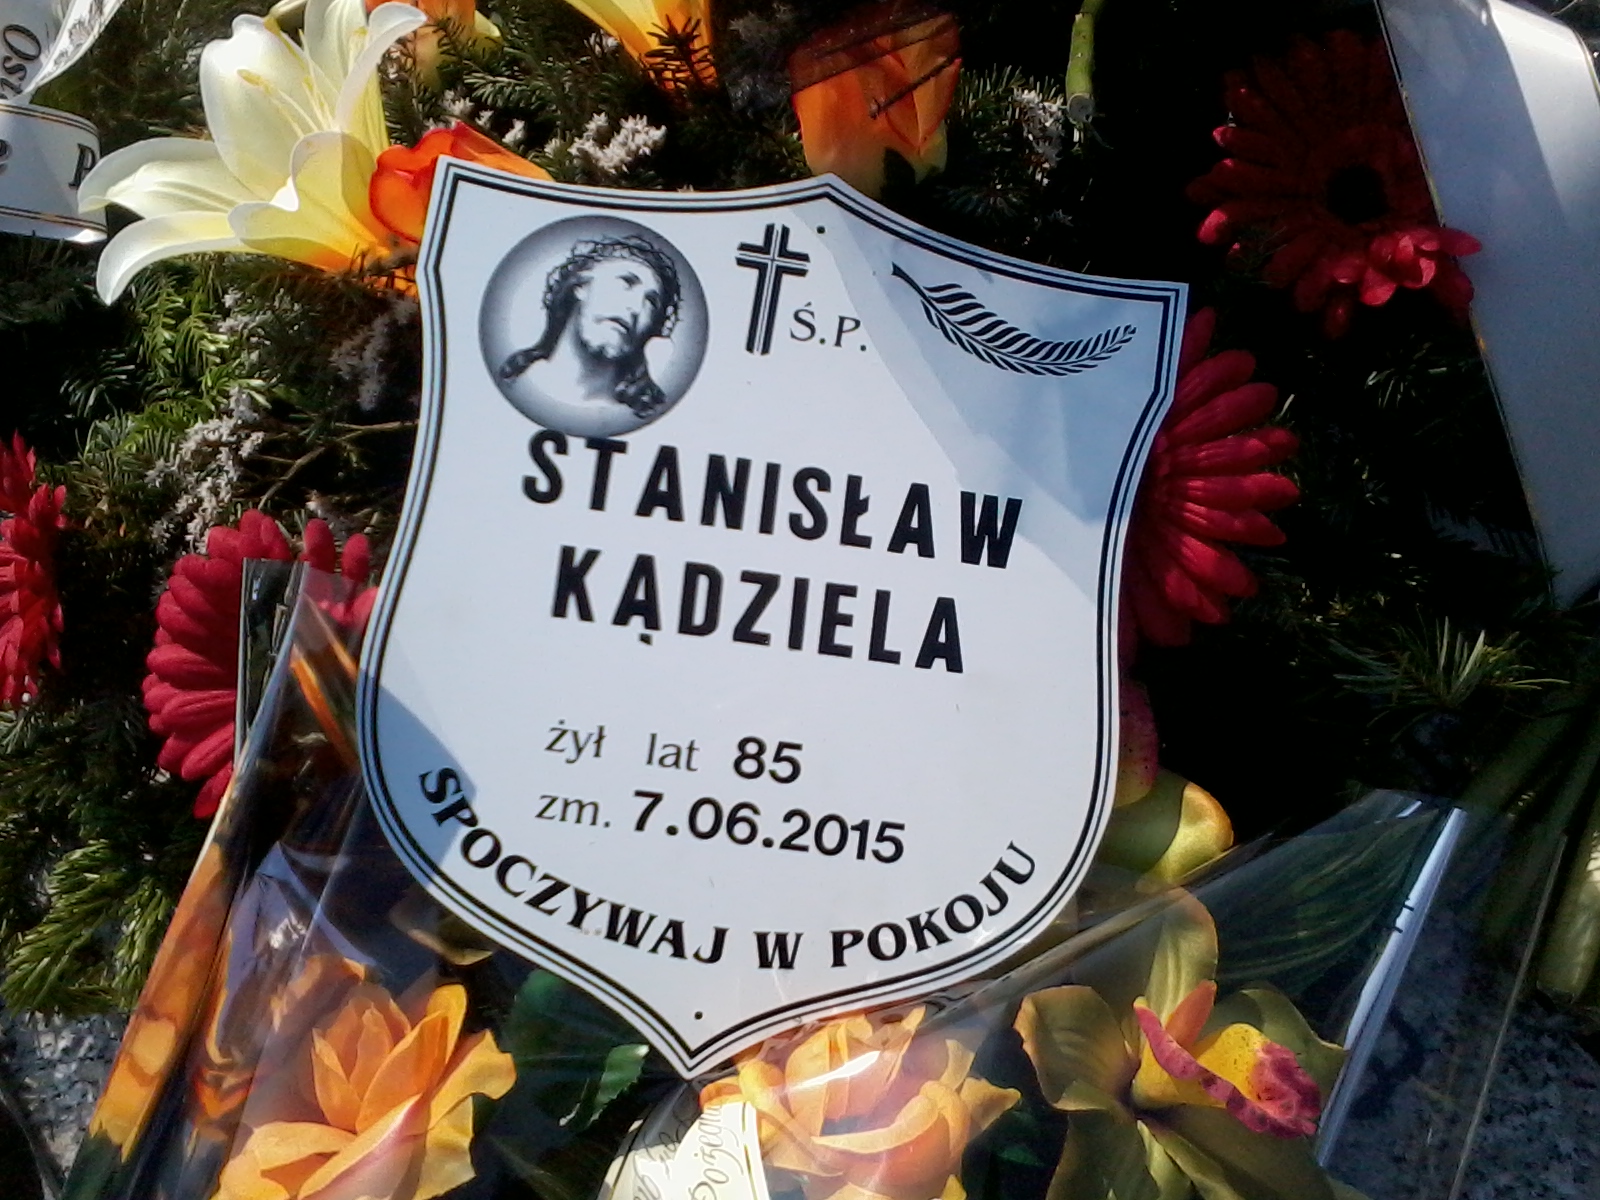 Ś.P.
STANISŁAW
KĄDZIELA
żył lat 85
zm. 7.06.2015
SPOCZYWAJ W POKOJU